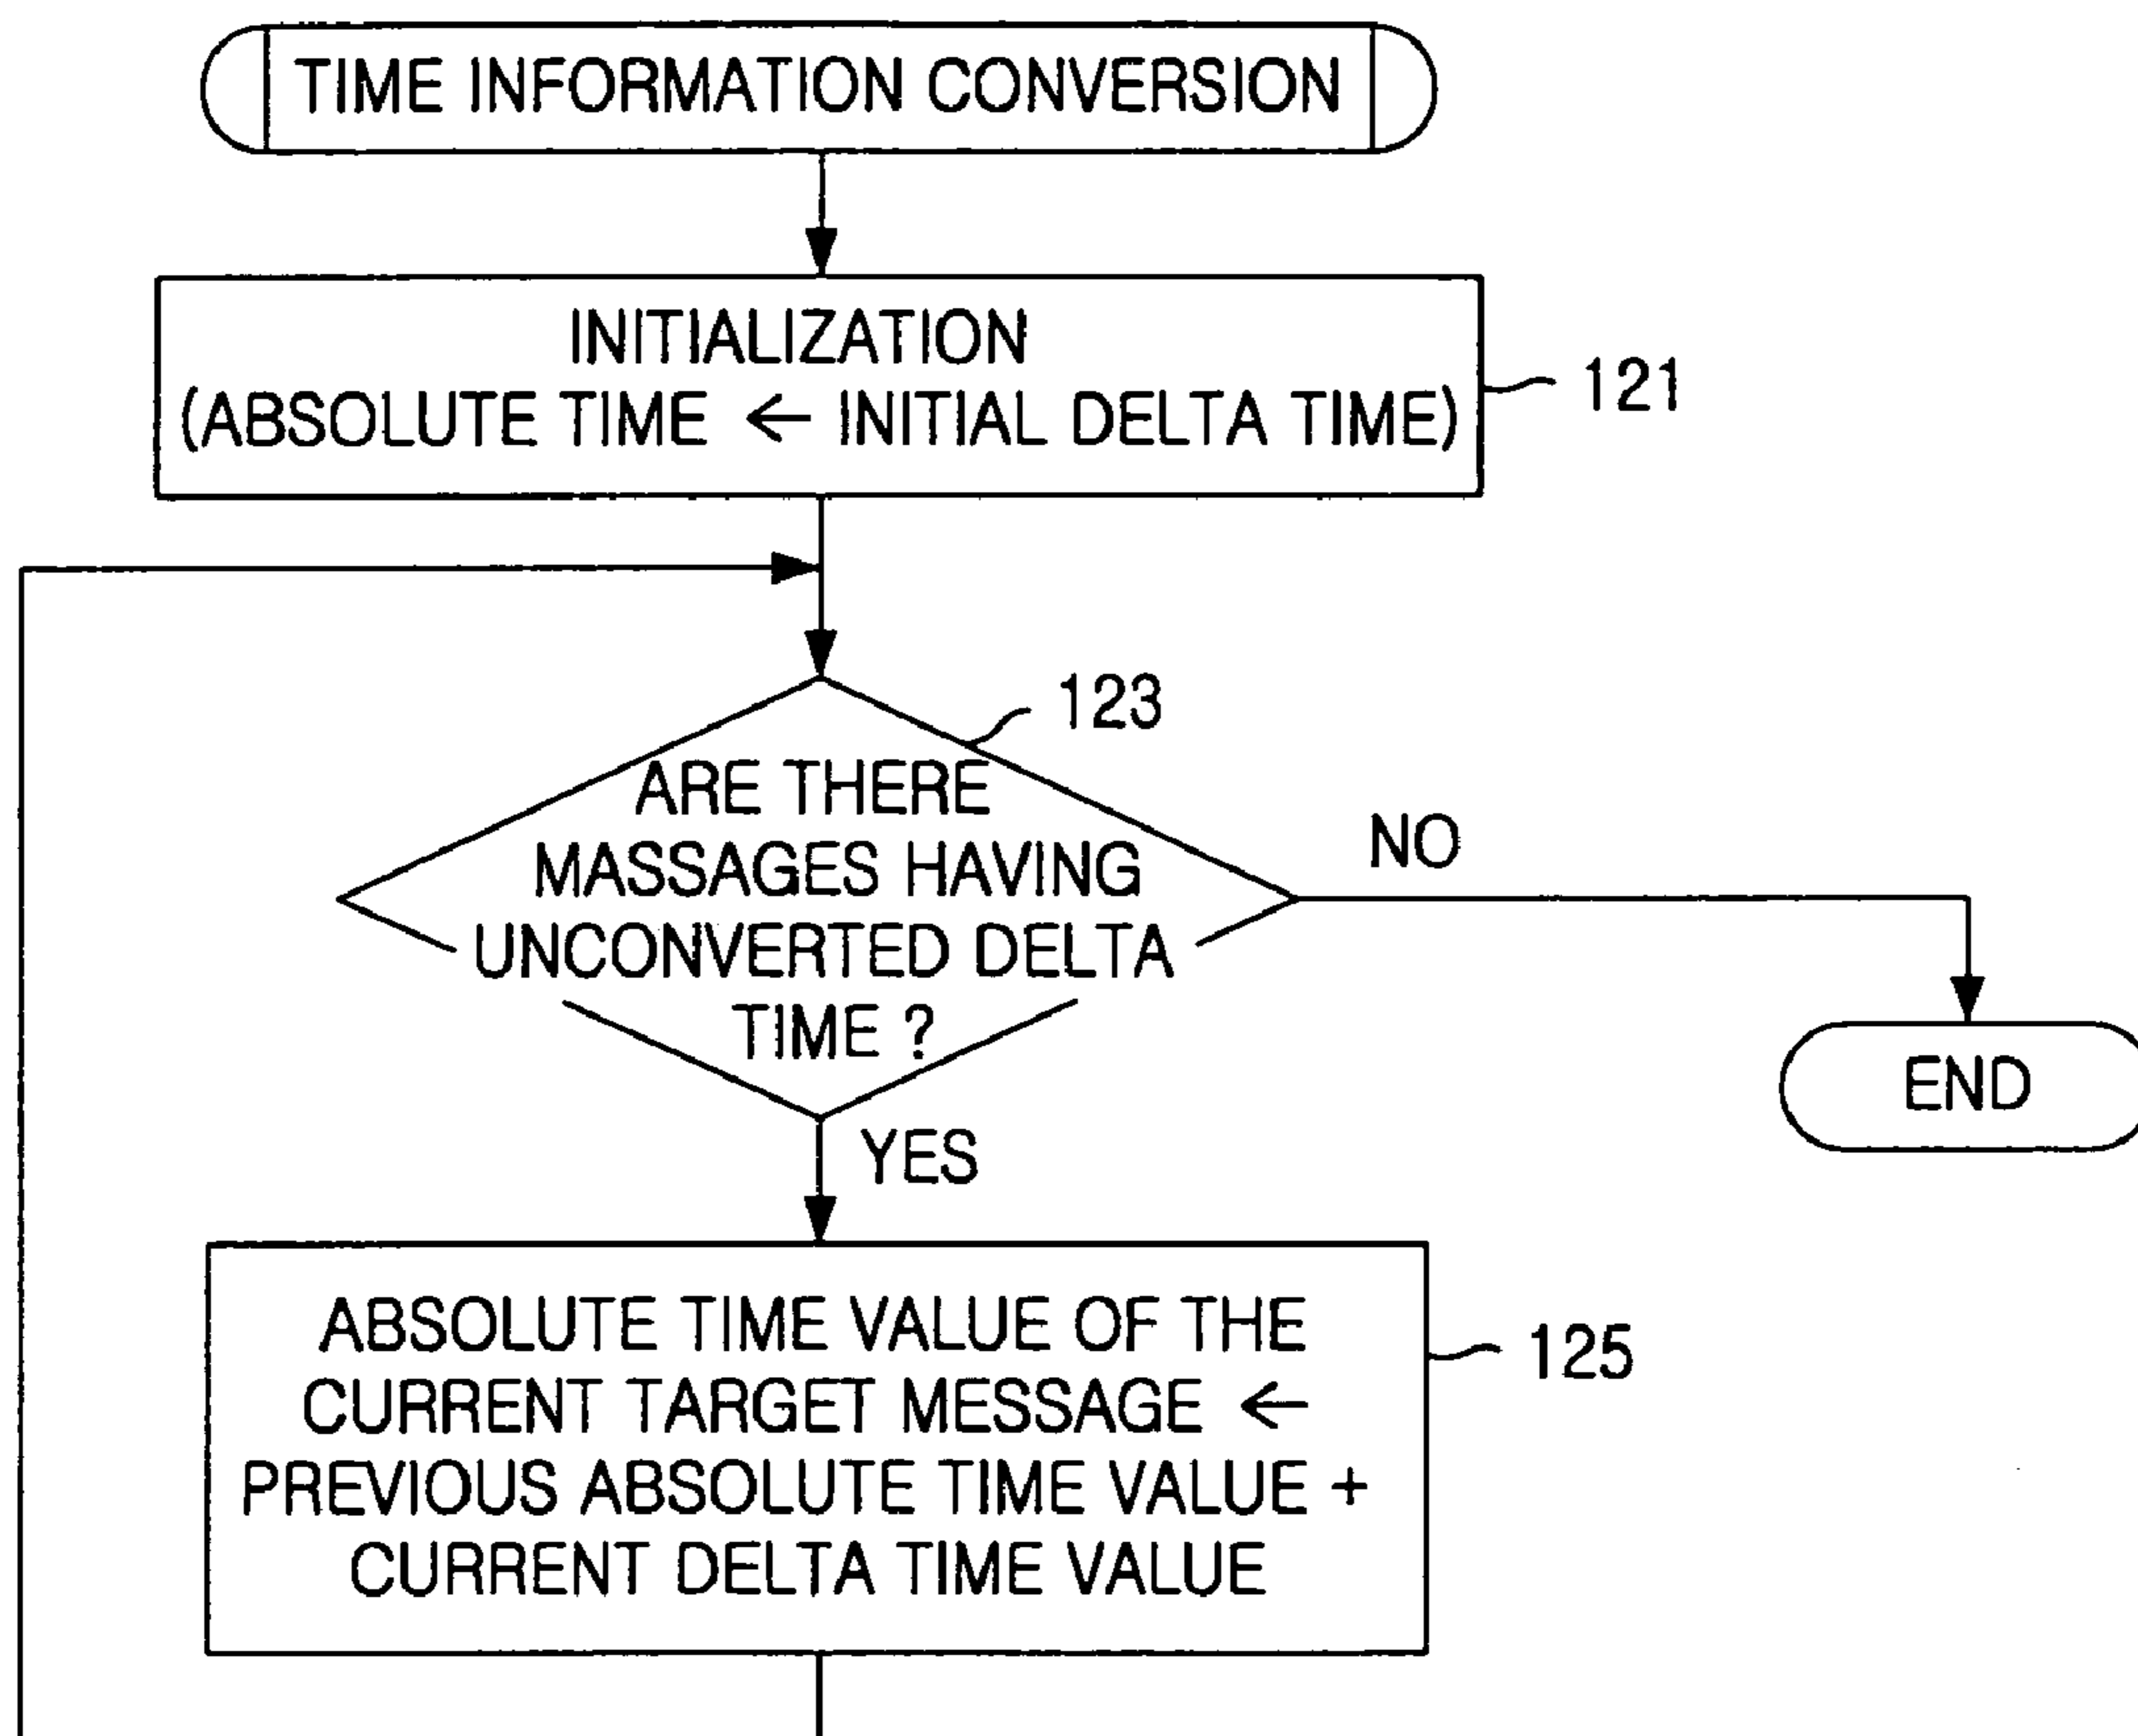 TIME INFORMATION CONVERSION
INITIALIZATION
(ABSOLUTE TIME ← INITIAL DELTA TIME)
121
123
ARE THERE
MASSAGES HAVING
UNCONVERTED DELTA
TIME ?
NO
END
YES
ABSOLUTE TIME VALUE OF THE
CURRENT TARGET MESSAGE ←
PREVIOUS ABSOLUTE TIME VALUE +
CURRENT DELTA TIME VALUE
125